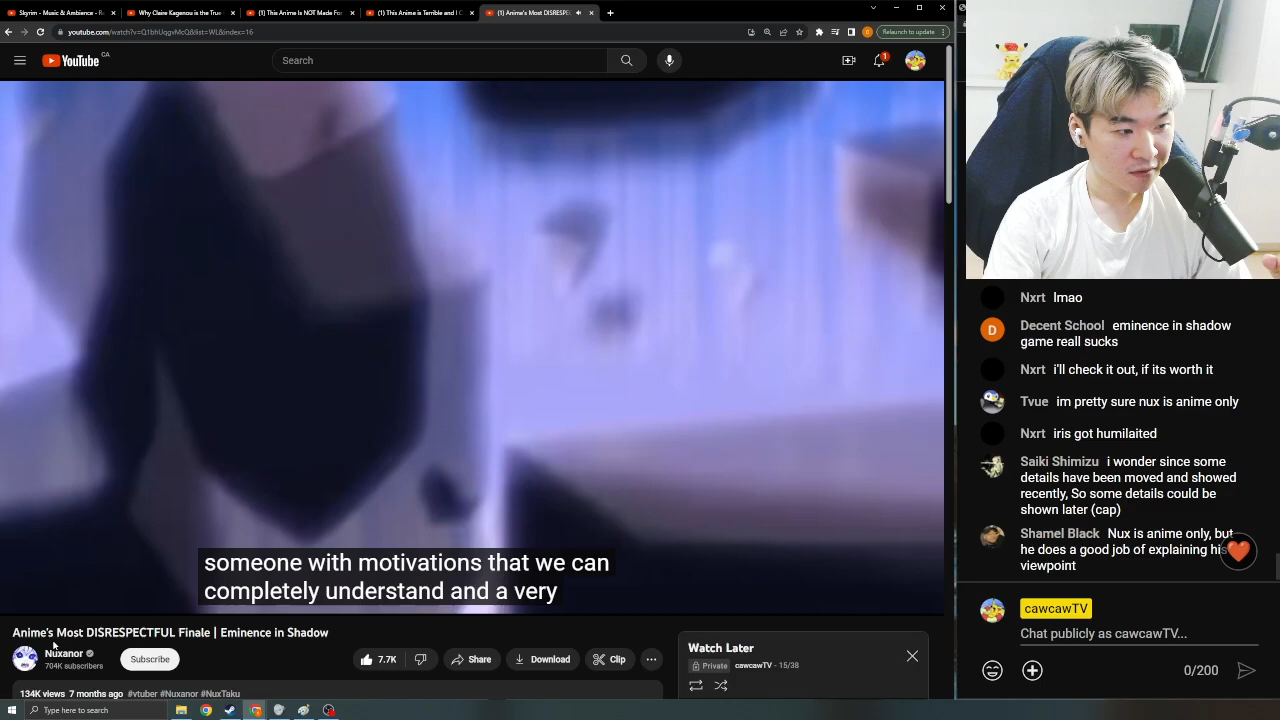 Skyrim - Music & Ambience - Re
Why Claire Kagenou is the True
(1) This Anime Is NOT Made For
(1) This Anime is Terrible and I C
(1) Anime's Most DISRESPE
youtube.com/watch?v=Q1bhUqgvMcQ&list=WL&index=16
Relaunch to update
YouTube CA
Search
1
someone with motivations that we can
completely understand and a very
Anime's Most DISRESPECTFUL Finale | Eminence in Shadow
Nuxanor
704K subscribers
Subscribe
7.7K
Share
Download
Clip
134K views 7 months ago #vtuber #Nuxanor #NuxTaku
Watch Later
Private cawcawTV - 15/38
Type here to search
Nxrt lmao
Decent School eminence in shadow
game reall sucks
Nxrt i'll check it out, if its worth it
Tvue im pretty sure nux is anime only
Nxrt iris got humilaited
Saiki Shimizu i wonder since some
details have been moved and showed
recently, So some details could be
shown later (cap)
Shamel Black Nux is anime only, but
he does a good job of explaining his
viewpoint
cawcawTV
Chat publicly as cawcawTV...
0/200